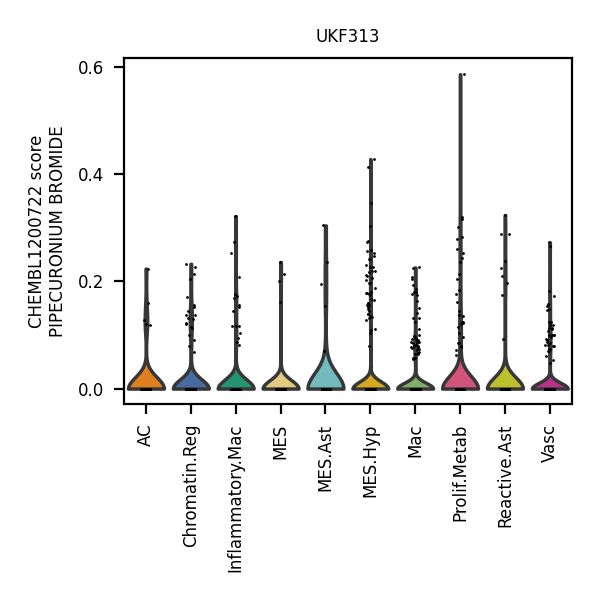 UKF313
CHEMBL1200722 score
PIPECURONIUM BROMIDE
0.6
0.4
0.2
0.0
AC
Chromatin.Reg
Inflammatory.Mac
MES
MES.Ast
MES.Hyp
Mac
Prolif.Metab
Reactive.Ast
Vasc